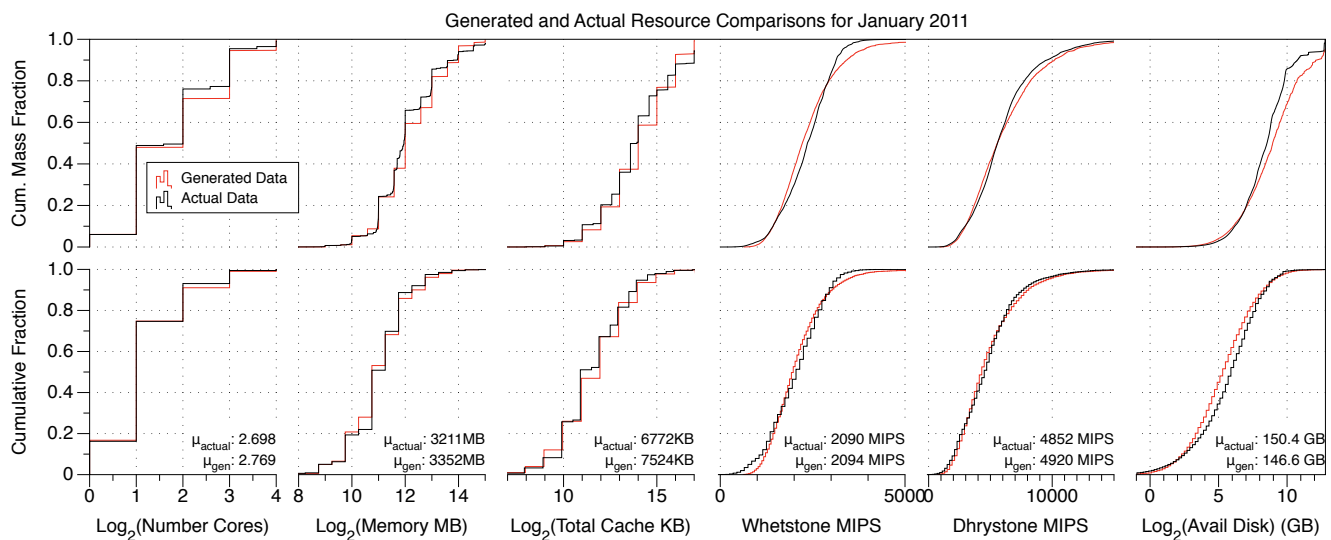 Generated and Actual Resource Comparisons for January 2011
Cum. Mass Fraction
1.0
0.8
0.6
0.4
0.2
0
Generated Data
Actual Data
Cumulative Fraction
1.0
0.8
0.6
0.4
0.2
0
μactual: 2.698
μgen: 2.769
μactual: 3211MB
μgen: 3352MB
μactual: 6772KB
μgen: 7524KB
μactual: 2090 MIPS
μgen: 2094 MIPS
μactual: 4852 MIPS
μgen: 4920 MIPS
μactual: 150.4 GB
μgen: 146.6 GB
0 1 2 3 4
8 10 12 14 15
10 15 17
0 50000
0 10000
0 5 10
Log2(Number Cores)
Log2(Memory MB)
Log2(Total Cache KB)
Whetstone MIPS
Dhrystone MIPS
Log2(Avail Disk) (GB)